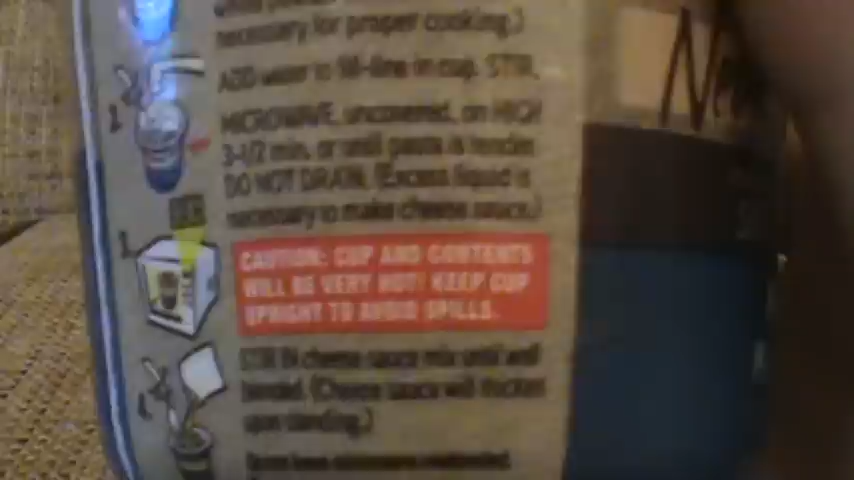 necessary for proper cooking.)
ADD water to fill-line in cup. STIR.
MICROWAVE, uncovered, on HIGH
3-1/2 min. or until pasta is tender.
DO NOT DRAIN. (Excess liquid is
necessary to make cheese sauce.)
CAUTION: CUP AND CONTENTS
WILL BE VERY HOT! KEEP CUP
UPRIGHT TO AVOID SPILLS.
STIR IN cheese sauce mix until well
blended. (Cheese sauce will thicken
upon standing.)